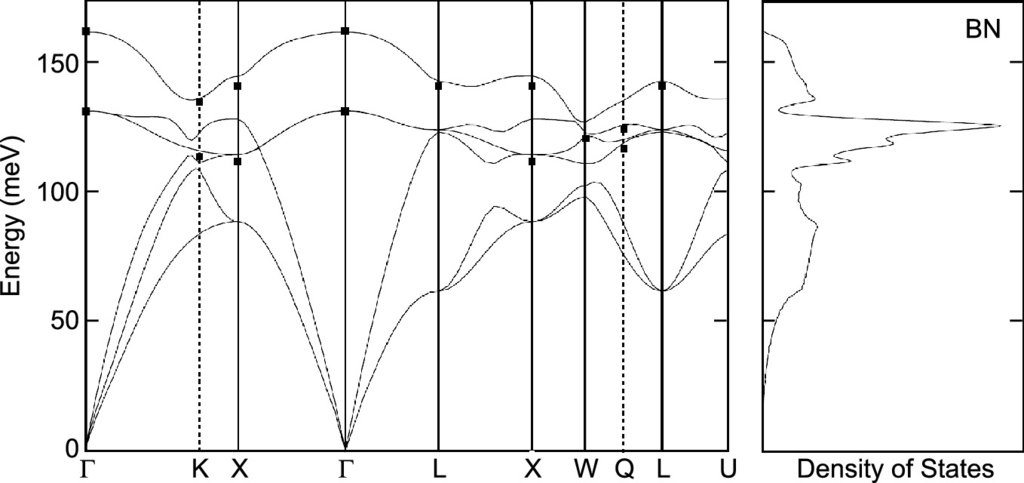 BN
150
100
50
0
Energy (meV)
Γ K X Γ L X W Q L U
Density of States